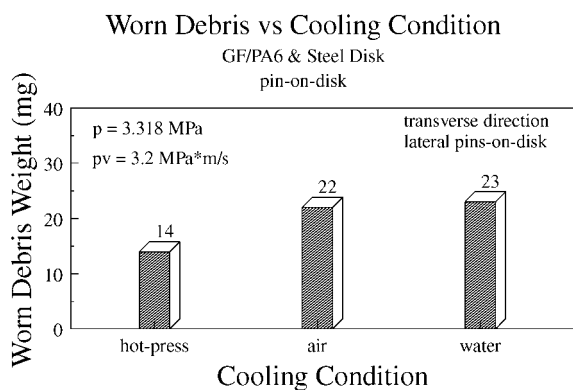 Worn Debris vs Cooling Condition
GF/PA6 & Steel Disk
pin-on-disk
Worn Debris Weight (mg)
40
30
20
10
0
p = 3.318 MPa
pv = 3.2 MPa*m/s
transverse direction
lateral pins-on-disk
14
22
23
hot-press
air
water
Cooling Condition